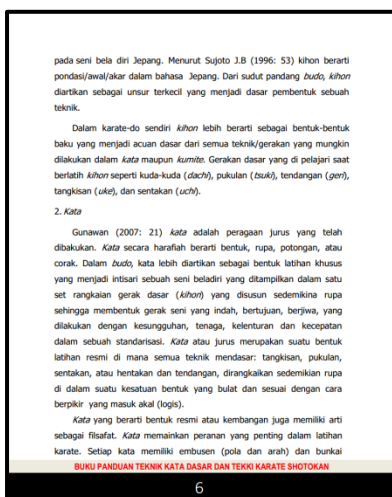 pada seni bela diri Jepang. Menurut Sujoto J.B (1996: 53) kihon berarti
pondasi/awal/akar dalam bahasa Jepang. Dari sudut pandang budo, kihon
diartikan sebagai unsur terkecil yang menjadi dasar pembentuk sebuah
teknik.
Dalam karate-do sendiri kihon lebih berarti sebagai bentuk-bentuk
baku yang menjadi acuan dasar dari semua teknik/gerakan yang mungkin
dilakukan dalam kata maupun kumite. Gerakan dasar yang di pelajari saat
berlatih kihon seperti kuda-kuda (dachi), pukulan (tsuki), tendangan (geri),
tangkisan (uke), dan sentakan (uchi).
2. Kata
Gunawan (2007: 21) kata adalah peragaan jurus yang telah
dibakukan. Kata secara harafiah berarti bentuk, rupa, potongan, atau
corak. Dalam budo, kata lebih diartikan sebagai bentuk latihan khusus
yang menjadi intisari sebuah seni beladiri yang ditampilkan dalam satu
set rangkaian gerak dasar (kihon) yang disusun sedemikina rupa
sehingga membentuk gerak seni yang indah, bertujuan, berjiwa, yang
dilakukan dengan kesungguhan, tenaga, kelenturan dan kecepatan
dalam sebuah standarisasi. Kata atau jurus merupakan suatu bentuk
latihan resmi di mana semua teknik mendasar: tangkisan, pukulan,
sentakan, atau hentakan dan tendangan, dirangkaikan sedemikian rupa
di dalam suatu kesatuan bentuk yang bulat dan sesuai dengan cara
berpikir yang masuk akal (logis).
Kata yang berarti bentuk resmi atau kembangan juga memiliki arti
sebagai filsafat. Kata memainkan peranan yang penting dalam latihan
karate. Setiap kata memiliki embusen (pola dan arah) dan bunkai
BUKU PANDUAN TEKNIK KATA DASAR DAN TEKKI KARATE SHOTOKAN
6